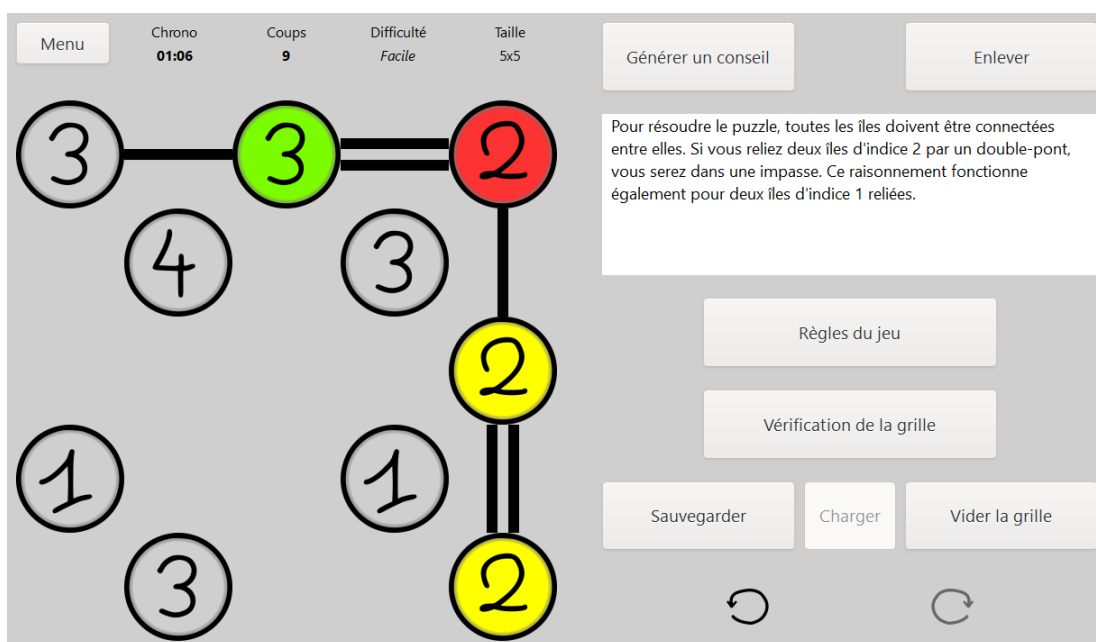 Menu
Chrono
01:06
Coups
9
Difficulté
Facile
Taille
5x5
Générer un conseil
Enlever
3 3 2
4 3
2
1 1
3 2
Pour résoudre le puzzle, toutes les îles doivent être connectées
entre elles. Si vous reliez deux îles d'indice 2 par un double-pont,
vous serez dans une impasse. Ce raisonnement fonctionne
également pour deux îles d'indice 1 reliées.
Règles du jeu
Vérification de la grille
Sauvegarder
Charger
Vider la grille